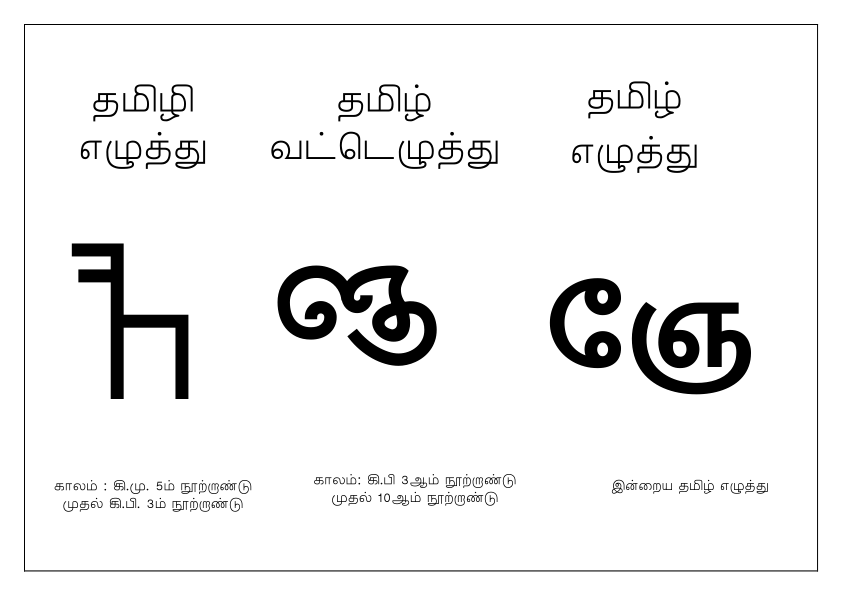 தமிழி
எழுத்து
தமிழ்
வட்டெழுத்து
தமிழ்
எழுத்து
ஞே
காலம் : கி.மு. 5ம் நூற்றாண்டு
முதல் கி.பி. 3ம் நூற்றாண்டு
காலம்: கி.பி 3ஆம் நூற்றாண்டு
முதல் 10ஆம் நூற்றாண்டு
இன்றைய தமிழ் எழுத்து